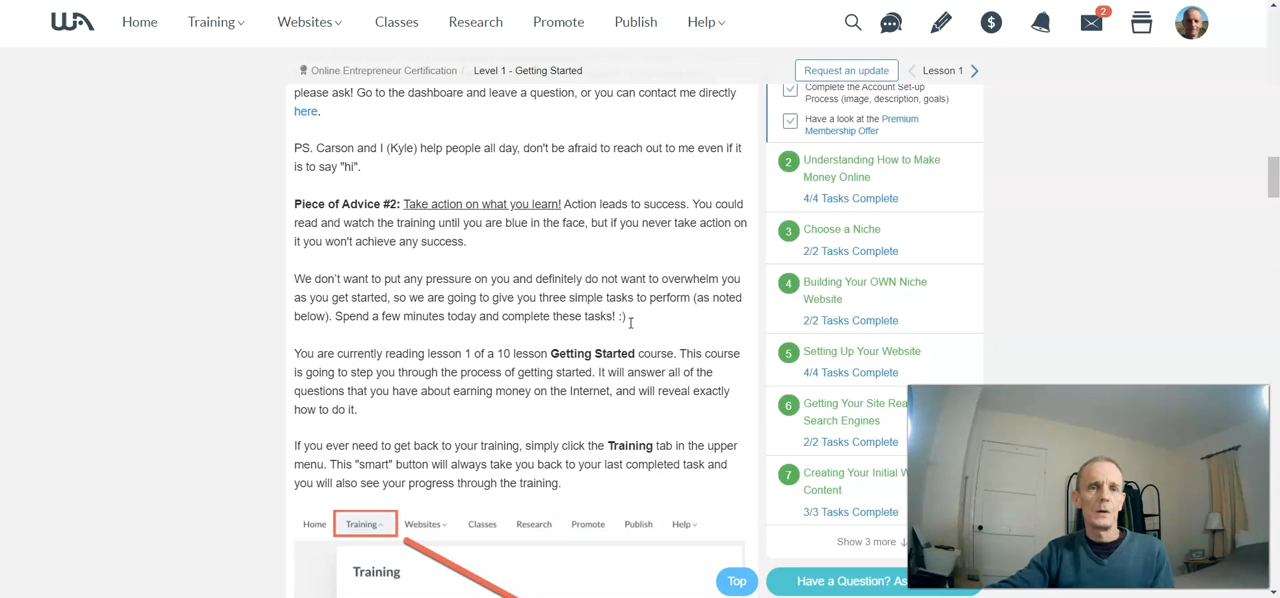 WA Home Training Websites Classes Research Promote Publish Help 2
Online Entrepreneur Certification / Level 1 - Getting Started Request an update Lesson 1
please ask! Go to the dashboard and leave a question, or you can contact me directly
here.
PS. Carson and I (Kyle) help people all day, don't be afraid to reach out to me even if it
is to say "hi".
Piece of Advice #2: Take action on what you learn! Action leads to success. You could
read and watch the training until you are blue in the face, but if you never take action on
it you won't achieve any success.
We don't want to put any pressure on you and definitely do not want to overwhelm you
as you get started, so we are going to give you three simple tasks to perform (as noted
below). Spend a few minutes today and complete these tasks! :)
You are currently reading lesson 1 of a 10 lesson Getting Started course. This course
is going to step you through the process of getting started. It will answer all of the
questions that you have about earning money on the Internet, and will reveal exactly
how to do it.
If you ever need to get back to your training, simply click the Training tab in the upper
menu. This "smart" button will always take you back to your last completed task and
you will also see your progress through the training.
Home Training Websites Classes Research Promote Publish Help
Training
Top
Complete the Account Set-up
Process (image, description, goals)
Have a look at the Premium
Membership Offer
2 Understanding How to Make
Money Online
4/4 Tasks Complete
3 Choose a Niche
2/2 Tasks Complete
4 Building Your OWN Niche
Website
2/2 Tasks Complete
5 Setting Up Your Website
4/4 Tasks Complete
6 Getting Your Site Rea
Search Engines
2/2 Tasks Complete
7 Creating Your Initial W
Content
3/3 Tasks Complete
Show 3 more
Have a Question? As